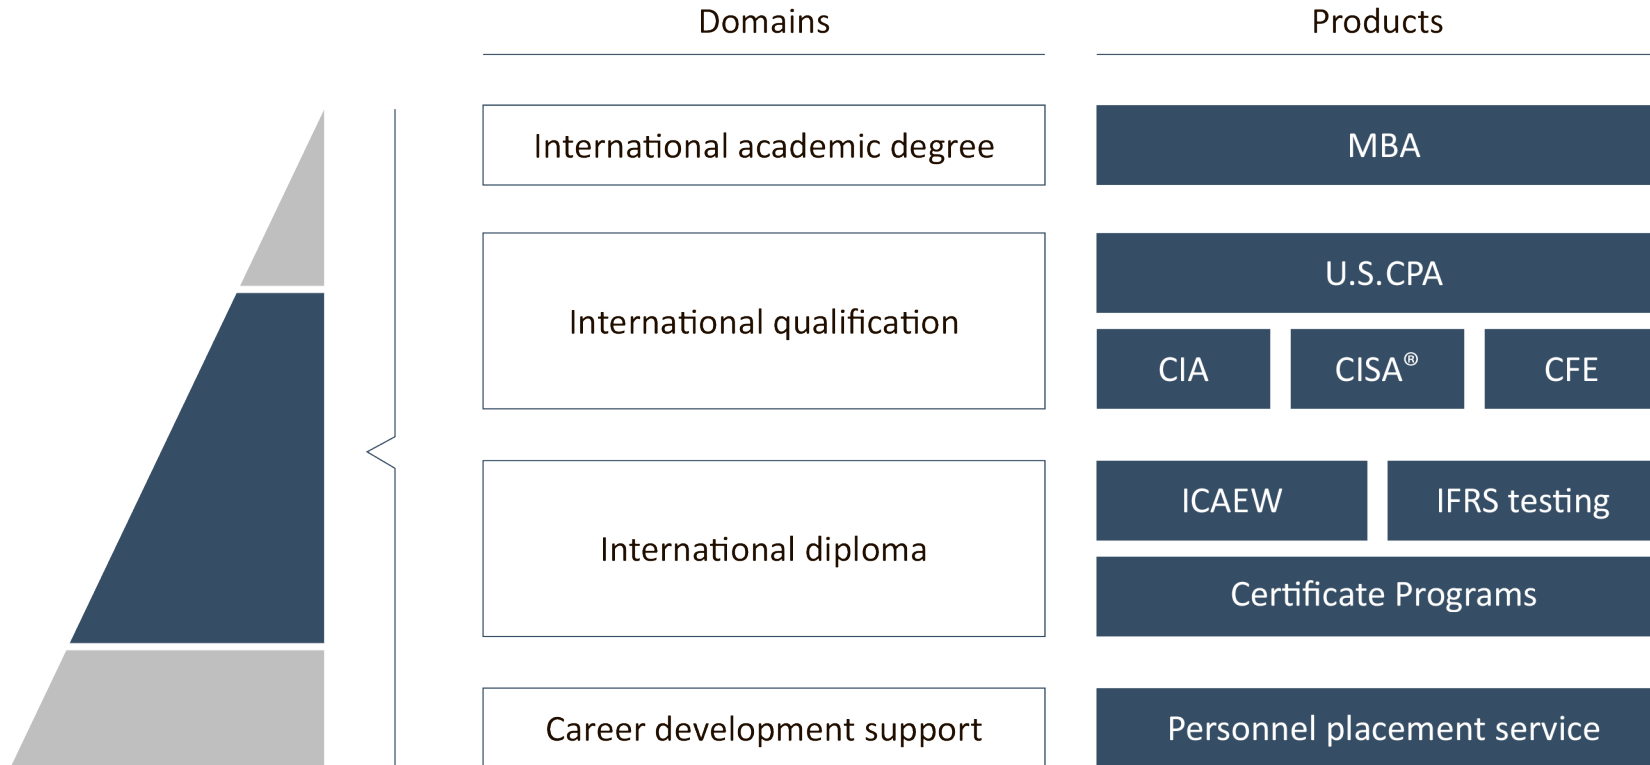 Domains
Products
International academic degree
MBA
International qualification
U.S.CPA
CIA
CISA®
CFE
International diploma
ICAEW
IFRS testing
Certificate Programs
Career development support
Personnel placement service